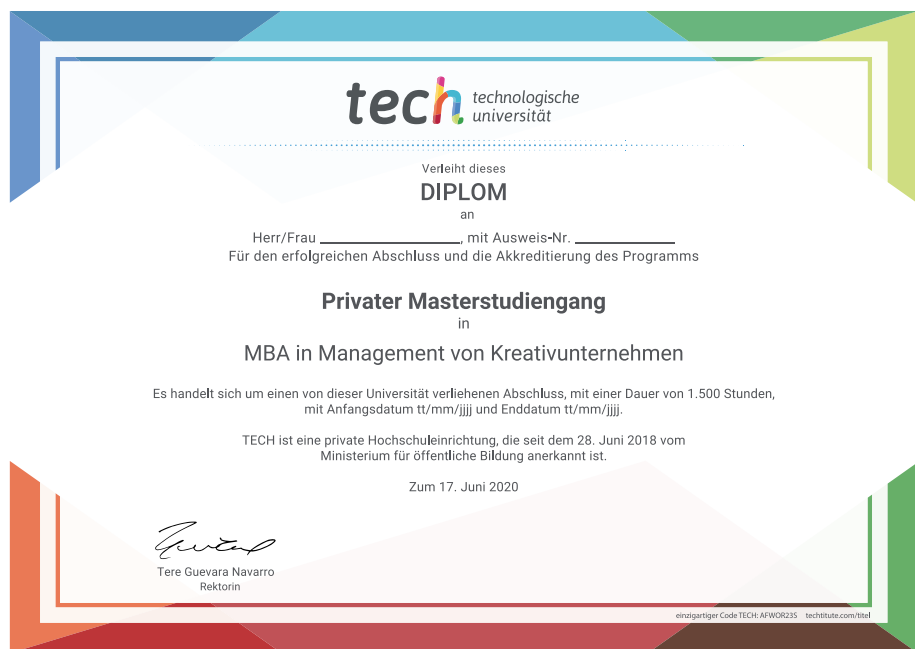 tech technologische
universität
Verleiht dieses
DIPLOM
an
Herr/Frau ____________________, mit Ausweis-Nr. ______________
Für den erfolgreichen Abschluss und die Akkreditierung des Programms
Privater Masterstudiengang
in
MBA in Management von Kreativunternehmen
Es handelt sich um einen von dieser Universität verliehenen Abschluss, mit einer Dauer von 1.500 Stunden,
mit Anfangsdatum tt/mm/jjjj und Enddatum tt/mm/jjjj.
TECH ist eine private Hochschuleinrichtung, die seit dem 28. Juni 2018 vom
Ministerium für öffentliche Bildung anerkannt ist.
Zum 17. Juni 2020
Tere Guevara Navarro
Rektorin
einzigartiger Code TECH: AFWOR23S techtitute.com/titel